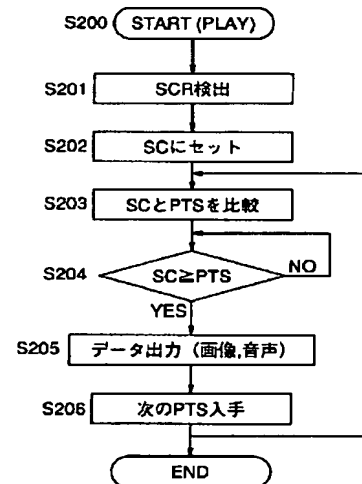 S200 START (PLAY)
S201 SCR検出
S202 SCにセット
S203 SCとPTSを比較
S204 SC≧PTS NO
YES
S205 データ出力 (画像,音声)
S206 次のPTS入手
END